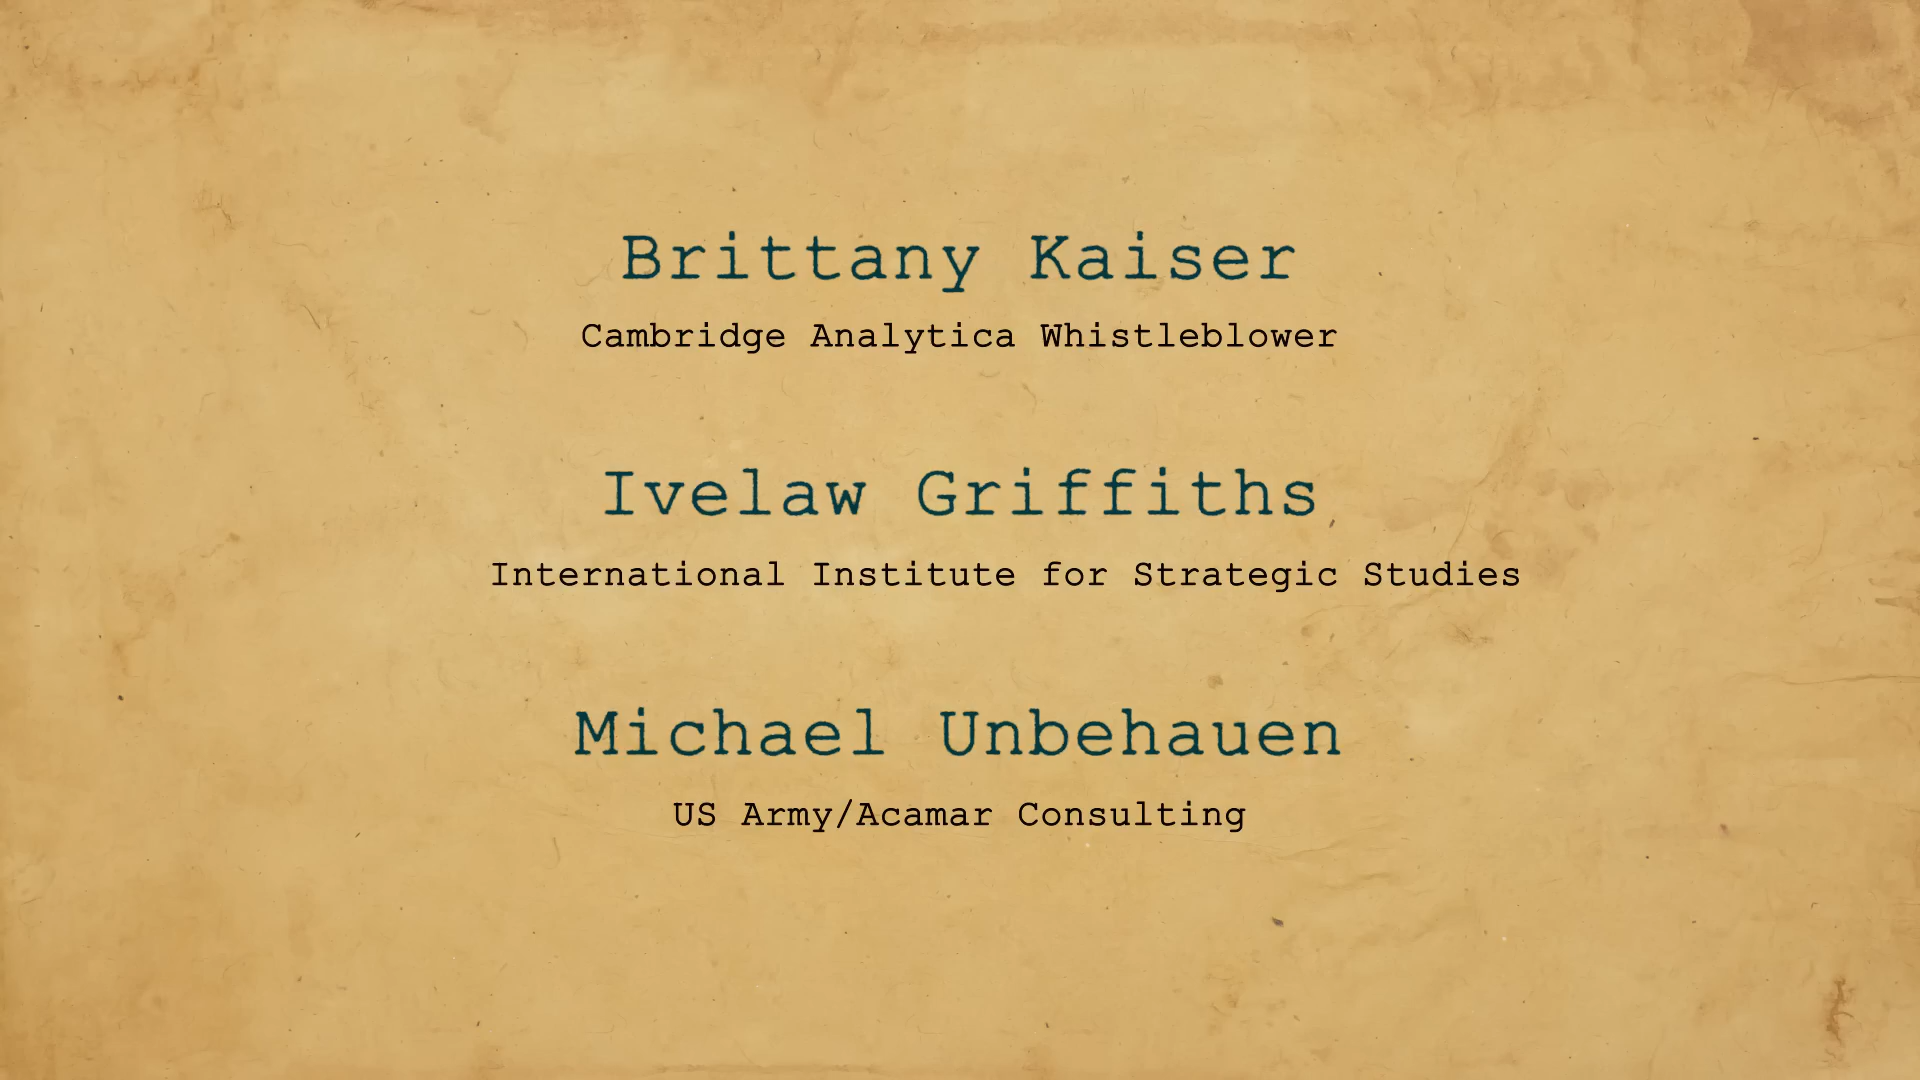 Brittany Kaiser
Cambridge Analytica Whistleblower
Ivelaw Griffiths
International Institute for Strategic Studies
Michael Unbehauen
US Army/Acamar Consulting